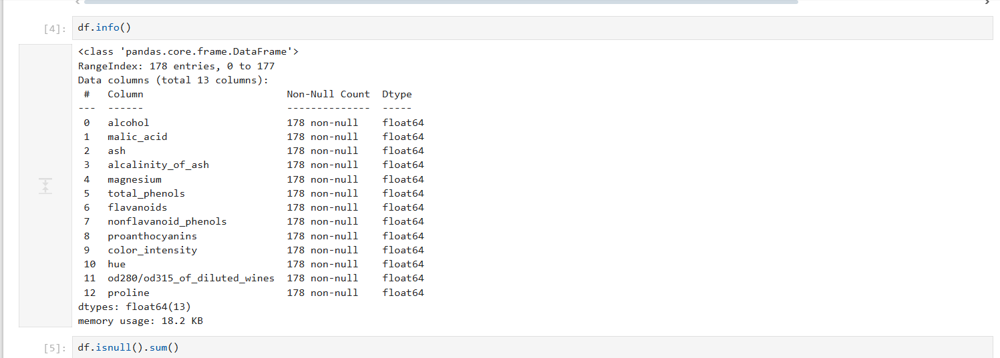 [4]: df.info()
<class 'pandas.core.frame.DataFrame'>
RangeIndex: 178 entries, 0 to 177
Data columns (total 13 columns):
 #   Column                        Non-Null Count  Dtype
---  ------                        --------------  -----
 0   alcohol                       178 non-null    float64
 1   malic_acid                    178 non-null    float64
 2   ash                           178 non-null    float64
 3   alcalinity_of_ash             178 non-null    float64
 4   magnesium                     178 non-null    float64
 5   total_phenols                 178 non-null    float64
 6   flavanoids                    178 non-null    float64
 7   nonflavanoid_phenols          178 non-null    float64
 8   proanthocyanins               178 non-null    float64
 9   color_intensity               178 non-null    float64
 10  hue                           178 non-null    float64
 11  od280/od315_of_diluted_wines  178 non-null    float64
 12  proline                       178 non-null    float64
dtypes: float64(13)
memory usage: 18.2 KB
[5]: df.isnull().sum()